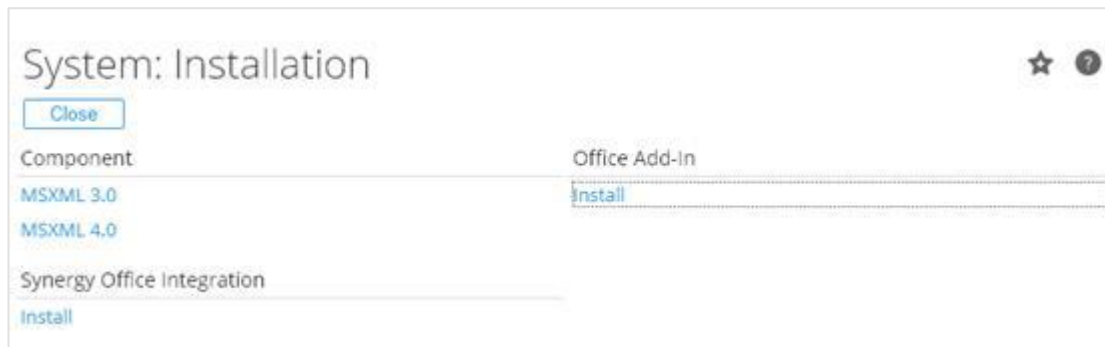 System: Installation
Close
Component
Office Add-In
MSXML 3.0
Install
MSXML 4.0
Synergy Office Integration
Install